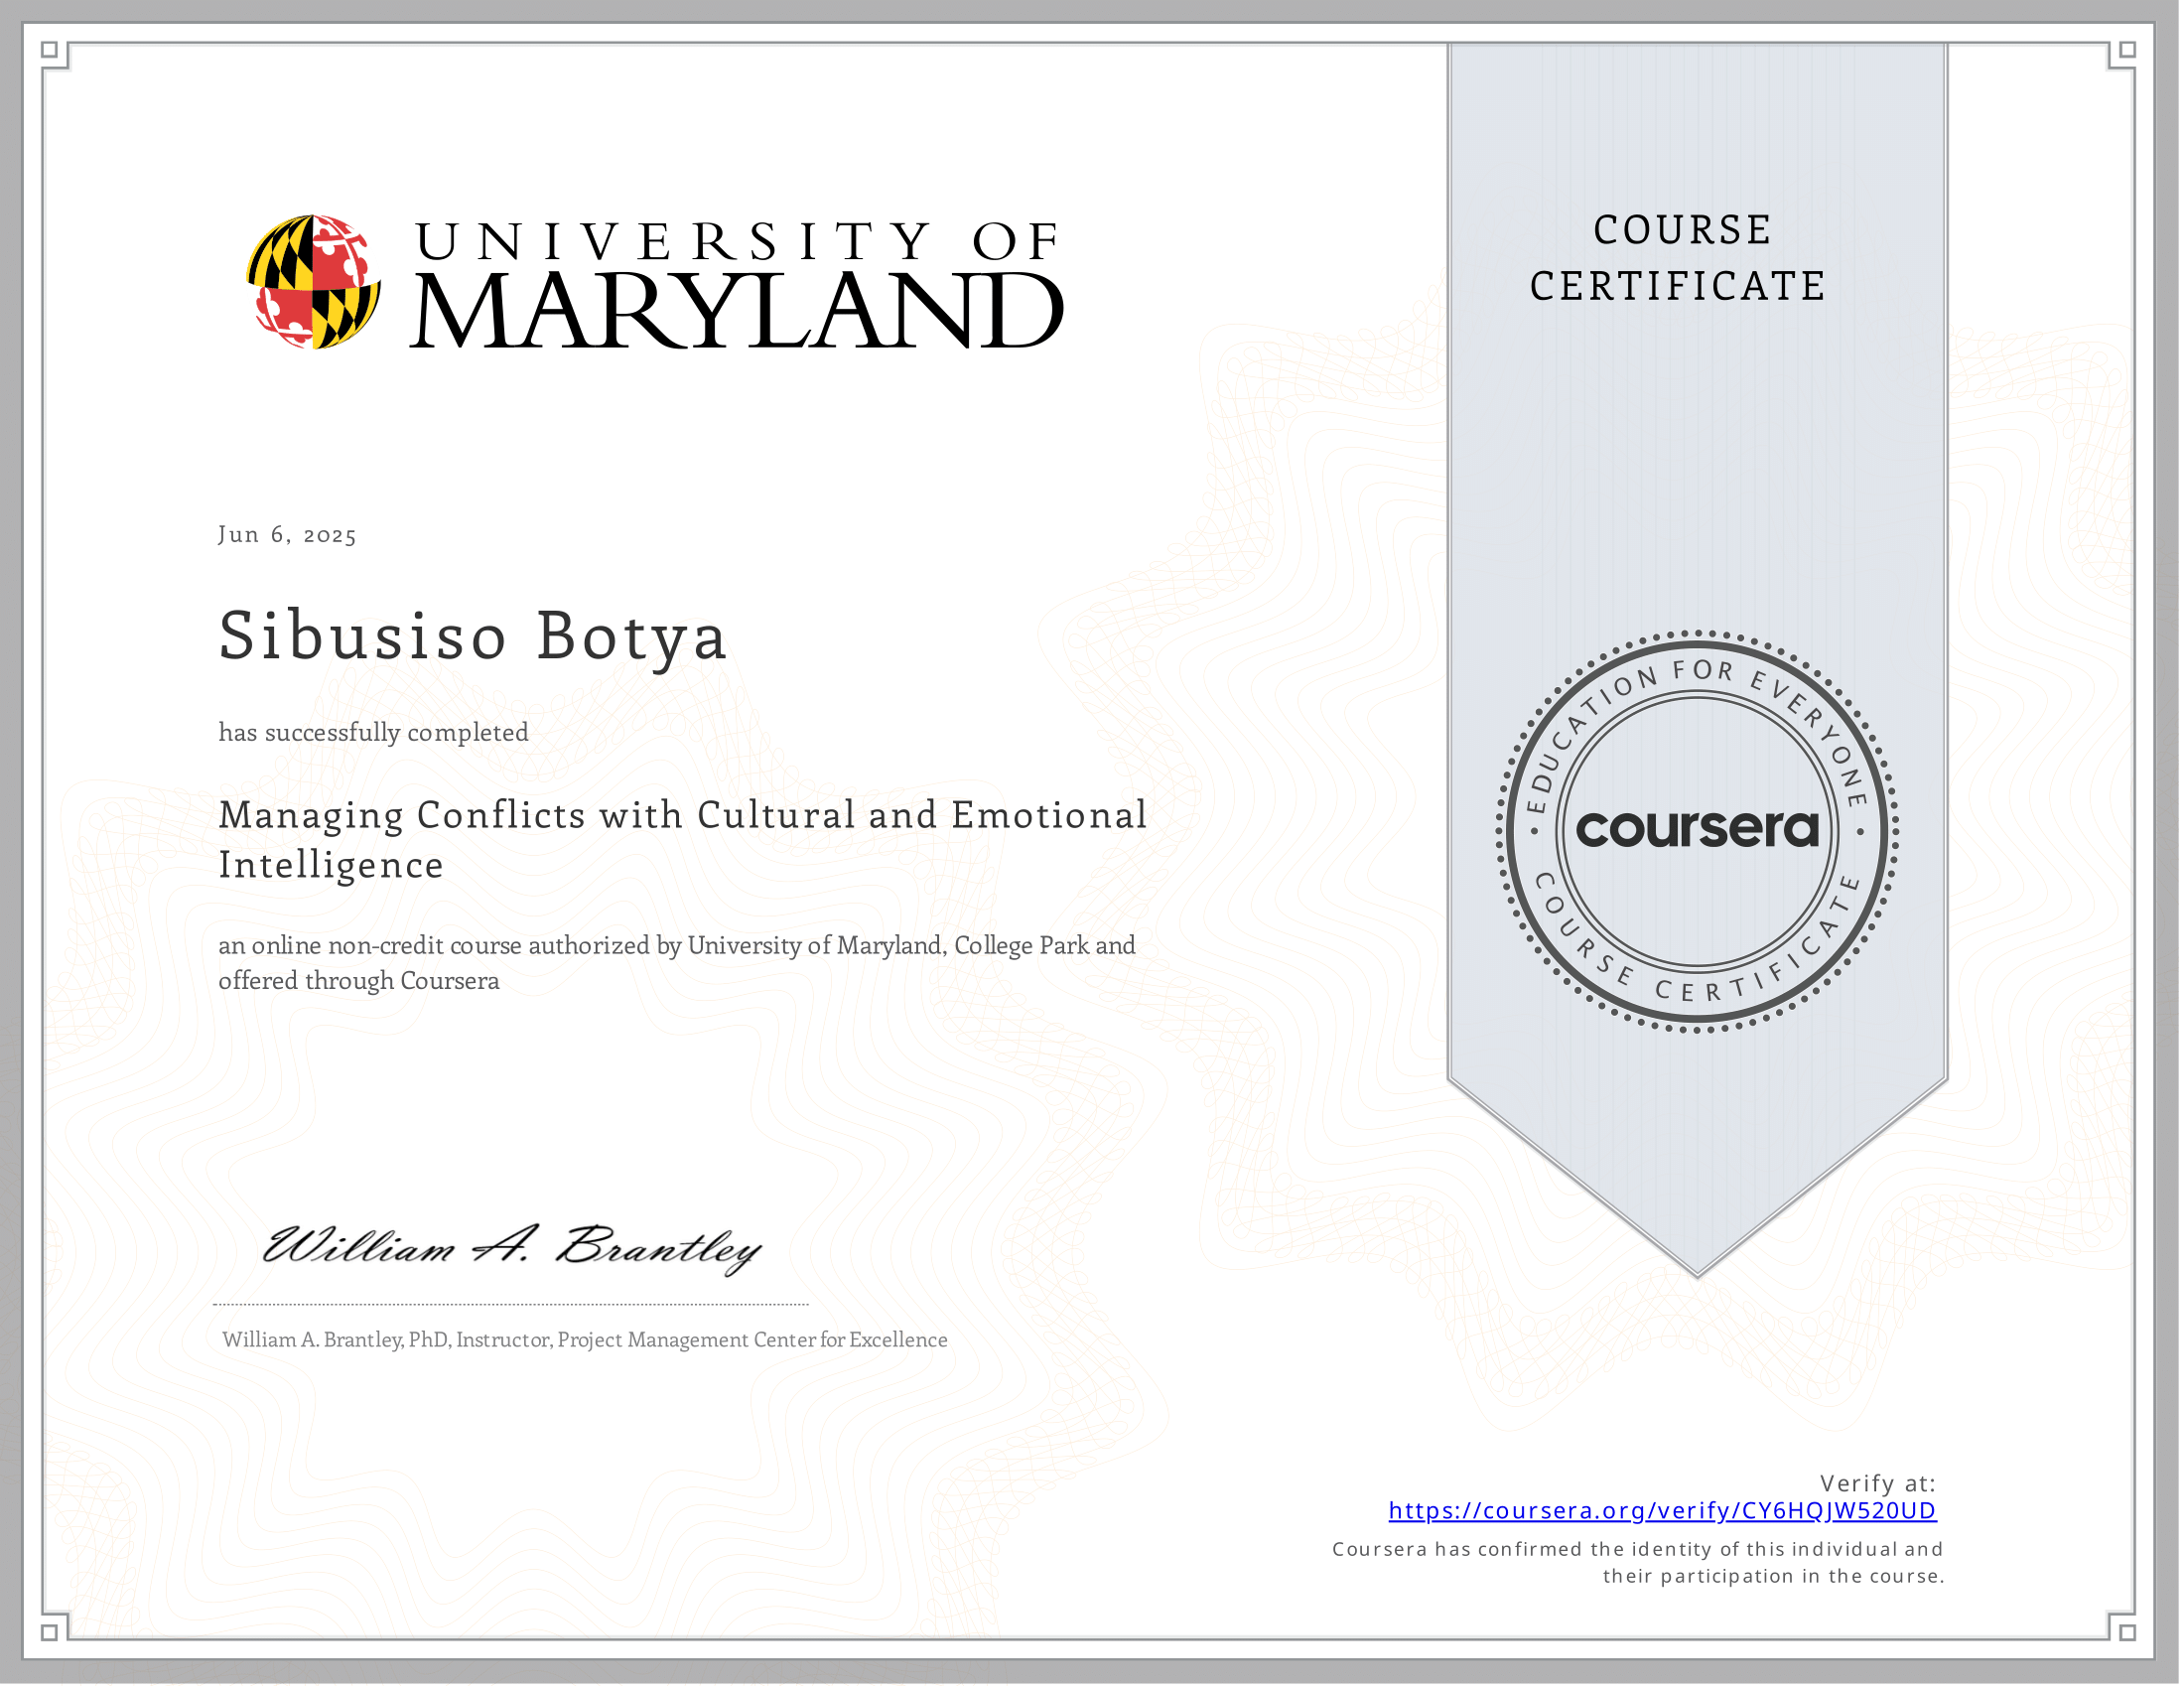 UNIVERSITY OF
MARYLAND
COURSE
CERTIFICATE
Jun 6, 2025
Sibusiso Botya
has successfully completed
Managing Conflicts with Cultural and Emotional
Intelligence
an online non-credit course authorized by University of Maryland, College Park and
offered through Coursera
EDUCATION FOR EVERYONE
coursera
COURSE CERTIFICATE
William A. Brantley
William A. Brantley, PhD, Instructor, Project Management Center for Excellence
Verify at:
https://coursera.org/verify/CY6HQJW520UD
Coursera has confirmed the identity of this individual and
their participation in the course.